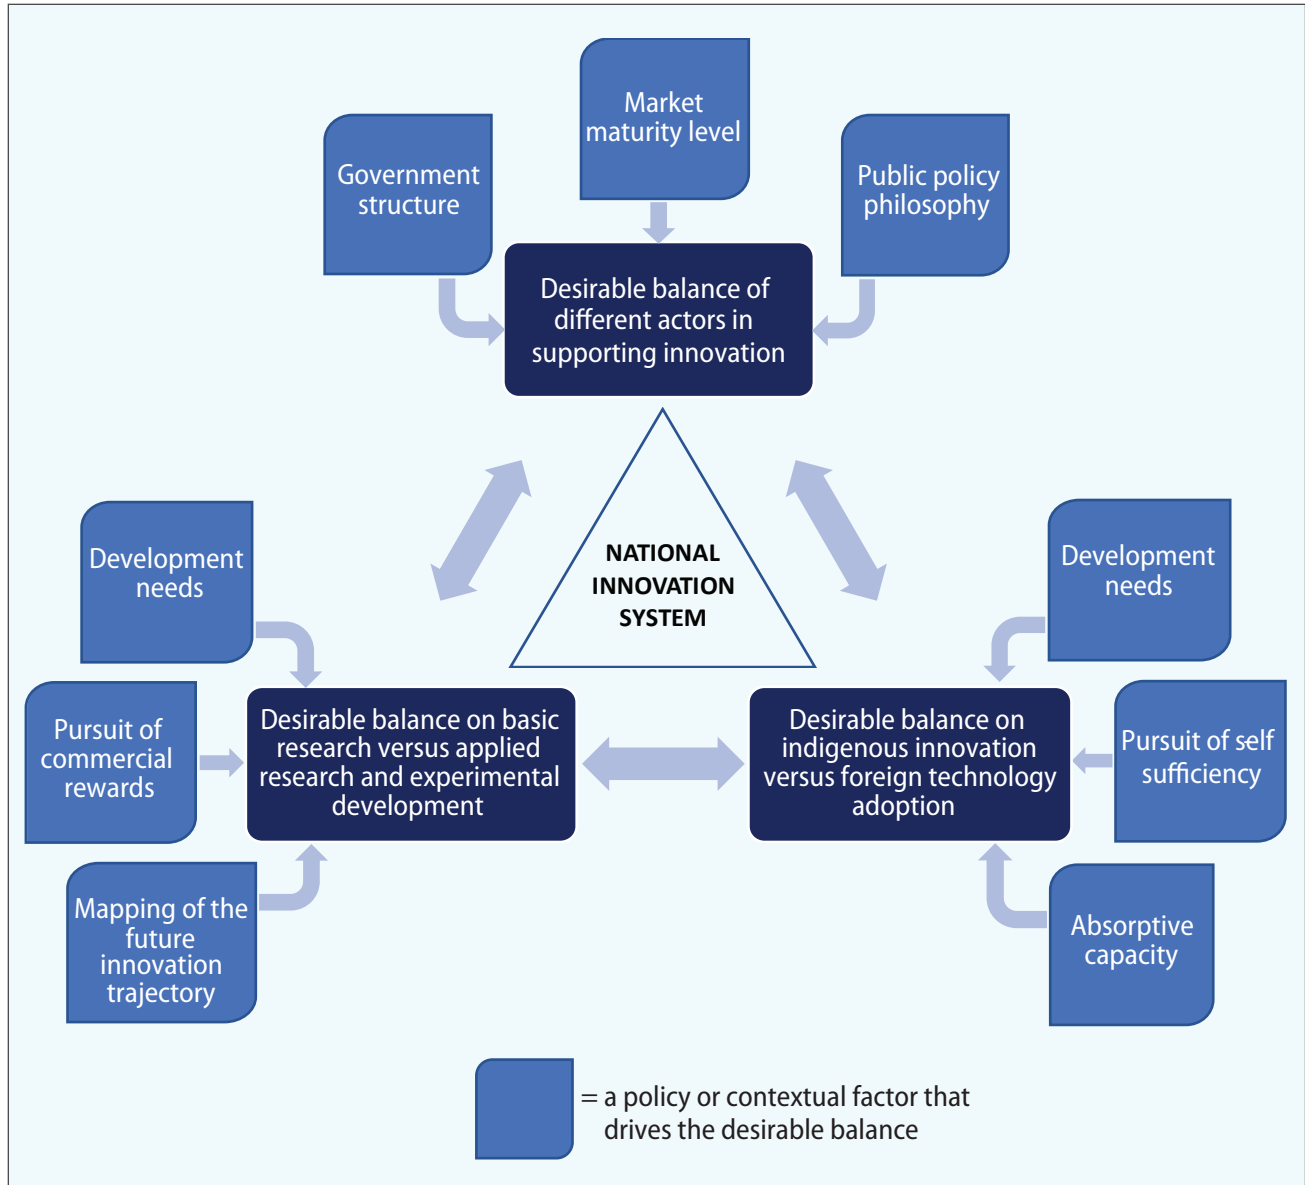 Market
maturity level
Government
structure
Public policy
philosophy
Desirable balance of
different actors in
supporting innovation
NATIONAL
INNOVATION
SYSTEM
Development
needs
Development
needs
Pursuit of
commercial
rewards
Desirable balance on basic
research versus applied
research and experimental
development
Desirable balance on
indigenous innovation
versus foreign technology
adoption
Pursuit of self
sufficiency
Mapping of the
future
innovation
trajectory
Absorptive
capacity
= a policy or contextual factor that
drives the desirable balance